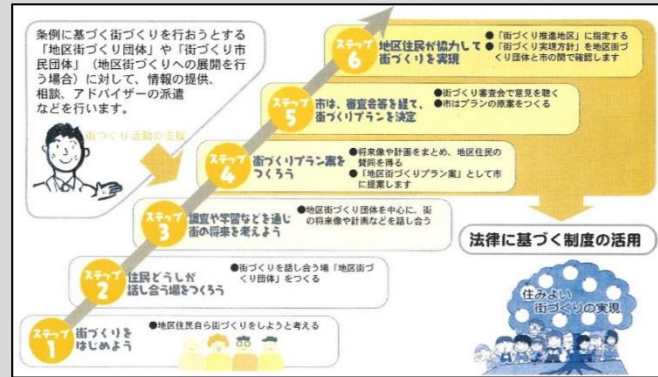 条例に基づく街づくりを行おうとする
「地区街づくり団体」や「街づくり市
民団体」（地区街づくりへの展開を行
う場合）に対して、情報の提供、
相談、アドバイザーの派遣
などを行います。
街づくり活動の支援
ステップ
6
地区住民が協力して
街づくりを実現
●「街づくり推進地区」に指定する
●「街づくり実現方針」を地区街づ
くり団体と市の間で確認します
ステップ
5
市は、審査会等を経て、
街づくりプランを決定
●街づくり審査会で意見を聴く
●市はプランの原案をつくる
ステップ
4
街づくりプラン案を
つくろう
●将来像や計画をまとめ、地区住民の
賛同を得る
●「地区街づくりプラン案」として市
に提案します
ステップ
3
調査や学習などを通じ
街の将来を考えよう
●地区街づくり団体を中心に、街
の将来像や計画などを話し合う
ステップ
2
住民どうしが
話し合う場をつくろう
●街づくりを話し合う場「地区街づ
くり団体」をつくる
ステップ
1
街づくりを
はじめよう
●地区住民自ら街づくりをしようと考える
法律に基づく制度の活用
住みよい
街づくりの実現